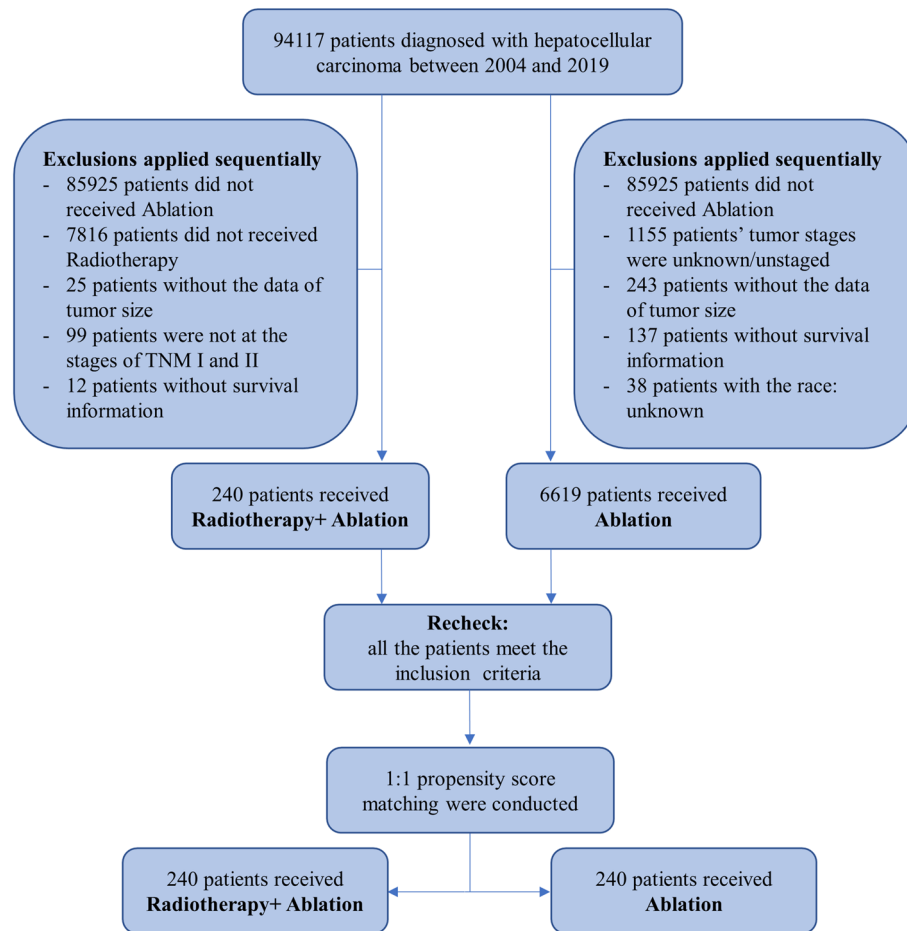 94117 patients diagnosed with hepatocellular
carcinoma between 2004 and 2019
Exclusions applied sequentially
- 85925 patients did not
received Ablation
- 7816 patients did not received
Radiotherapy
- 25 patients without the data of
tumor size
- 99 patients were not at the
stages of TNM I and II
- 12 patients without survival
information
Exclusions applied sequentially
- 85925 patients did not
received Ablation
- 1155 patients’ tumor stages
were unknown/unstaged
- 243 patients without the data
of tumor size
- 137 patients without survival
information
- 38 patients with the race:
unknown
240 patients received
Radiotherapy+ Ablation
6619 patients received
Ablation
Recheck:
all the patients meet the
inclusion criteria
1:1 propensity score
matching were conducted
240 patients received
Radiotherapy+ Ablation
240 patients received
Ablation